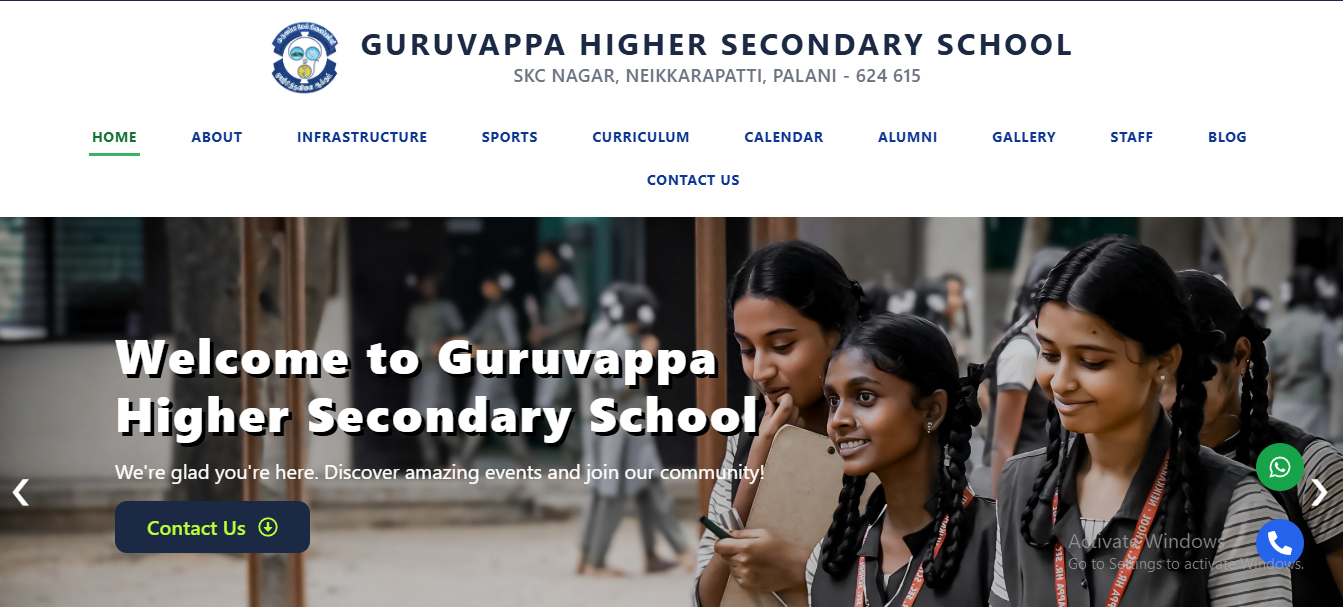 GURUVAPPA HIGHER SECONDARY SCHOOL
SKC NAGAR, NEIKKARAPATTI, PALANI - 624 615
HOME ABOUT INFRASTRUCTURE SPORTS CURRICULUM CALENDAR ALUMNI GALLERY STAFF BLOG
CONTACT US
Welcome to Guruvappa
Higher Secondary School
We're glad you're here. Discover amazing events and join our community!
Contact Us
Activate Windows
Go to Settings to activate Windows.